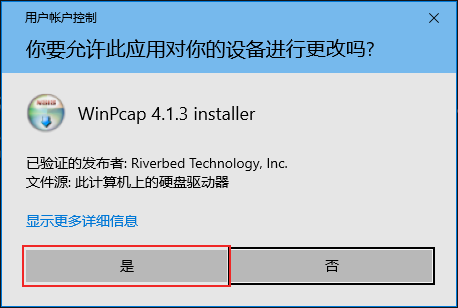 用户帐户控制
你要允许此应用对你的设备进行更改吗?
WinPcap 4.1.3 installer
已验证的发布者: Riverbed Technology, Inc.
文件源: 此计算机上的硬盘驱动器
显示更多详细信息
是
否